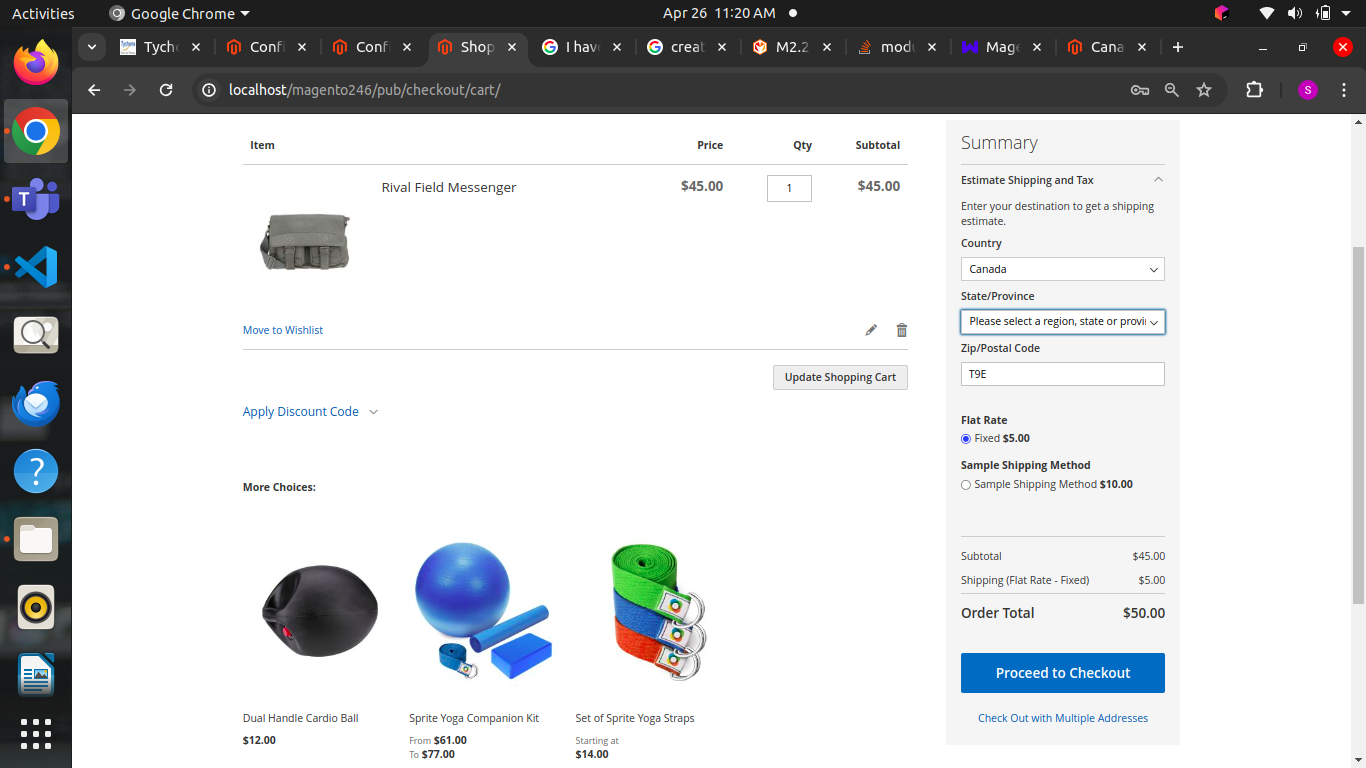 Activities Google Chrome Apr 26 11:20 AM
Tycho Confi Conf Shop I have creat M2.2 modu Mage Cana
localhost/magento246/pub/checkout/cart/ S
Item Price Qty Subtotal
Rival Field Messenger $45.00 1 $45.00
Move to Wishlist
Update Shopping Cart
Apply Discount Code
More Choices:
Dual Handle Cardio Ball
$12.00
Sprite Yoga Companion Kit
From $61.00
To $77.00
Set of Sprite Yoga Straps
Starting at
$14.00
Summary
Estimate Shipping and Tax
Enter your destination to get a shipping
estimate.
Country
Canada
State/Province
Please select a region, state or provi
Zip/Postal Code
T9E
Flat Rate
Fixed $5.00
Sample Shipping Method
Sample Shipping Method $10.00
Subtotal $45.00
Shipping (Flat Rate - Fixed) $5.00
Order Total $50.00
Proceed to Checkout
Check Out with Multiple Addresses